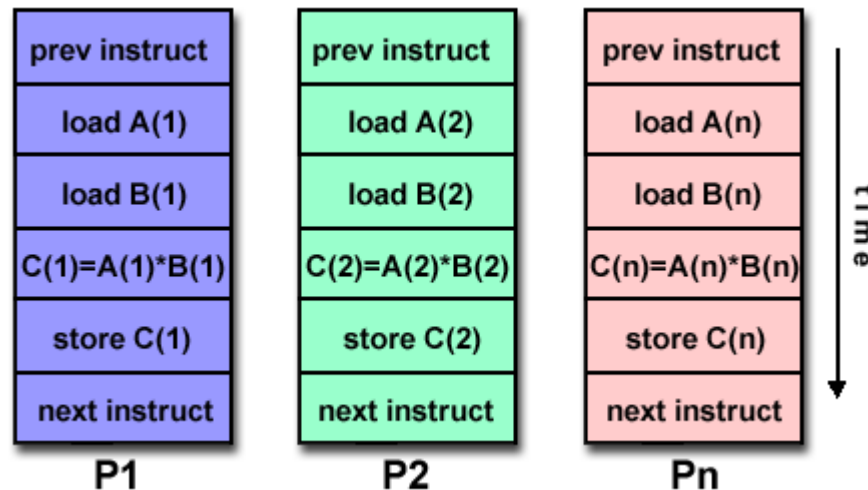 prev instruct
load A(1)
load B(1)
C(1)=A(1)*B(1)
store C(1)
next instruct
P1
prev instruct
load A(2)
load B(2)
C(2)=A(2)*B(2)
store C(2)
next instruct
P2
prev instruct
load A(n)
load B(n)
C(n)=A(n)*B(n)
store C(n)
next instruct
Pn
time